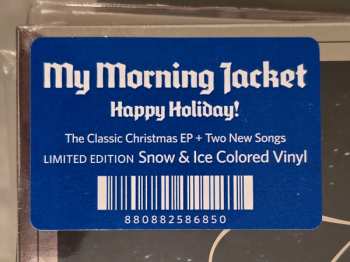 My Morning Jacket
Happy Holiday!
The Classic Christmas EP + Two New Songs
LIMITED EDITION Snow & Ice Colored Vinyl
880882586850